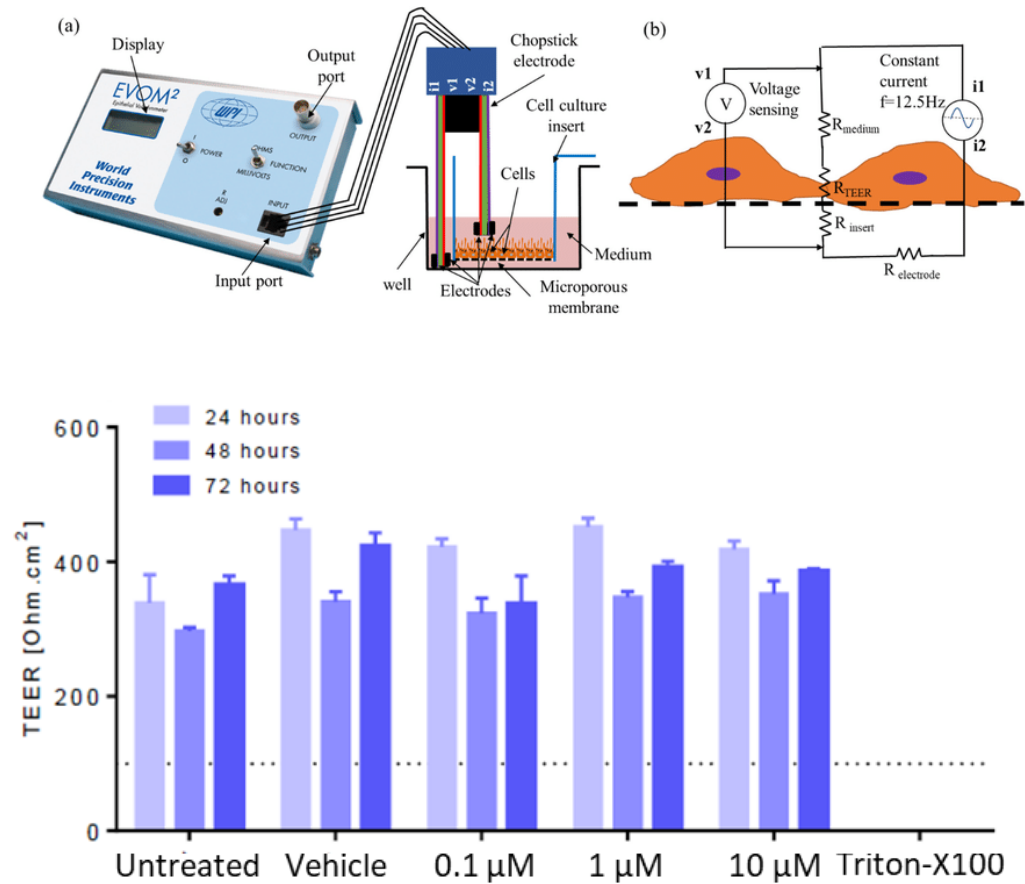 (a)
Display
Output
port
EVOM²
Epithelial Voltohmmeter
WPI
OUTPUT
I
POWER
O
OHMS
FUNCTION
MILLIVOLTS
World
Precision
Instruments
R
ADJ
INPUT
Input port
i1
v1
v2
i2
Chopstick
electrode
Cell culture
insert
Cells
well
Electrodes
Medium
Microporous
membrane
(b)
v1
V
Voltage
sensing
v2
Constant
current
f=12.5Hz
i1
i2
Rmedium
RTEER
R insert
R electrode
24 hours
48 hours
72 hours
TEER [Ohm.cm²]
600
400
200
0
Untreated Vehicle 0.1 μM 1 μM 10 μM Triton-X100